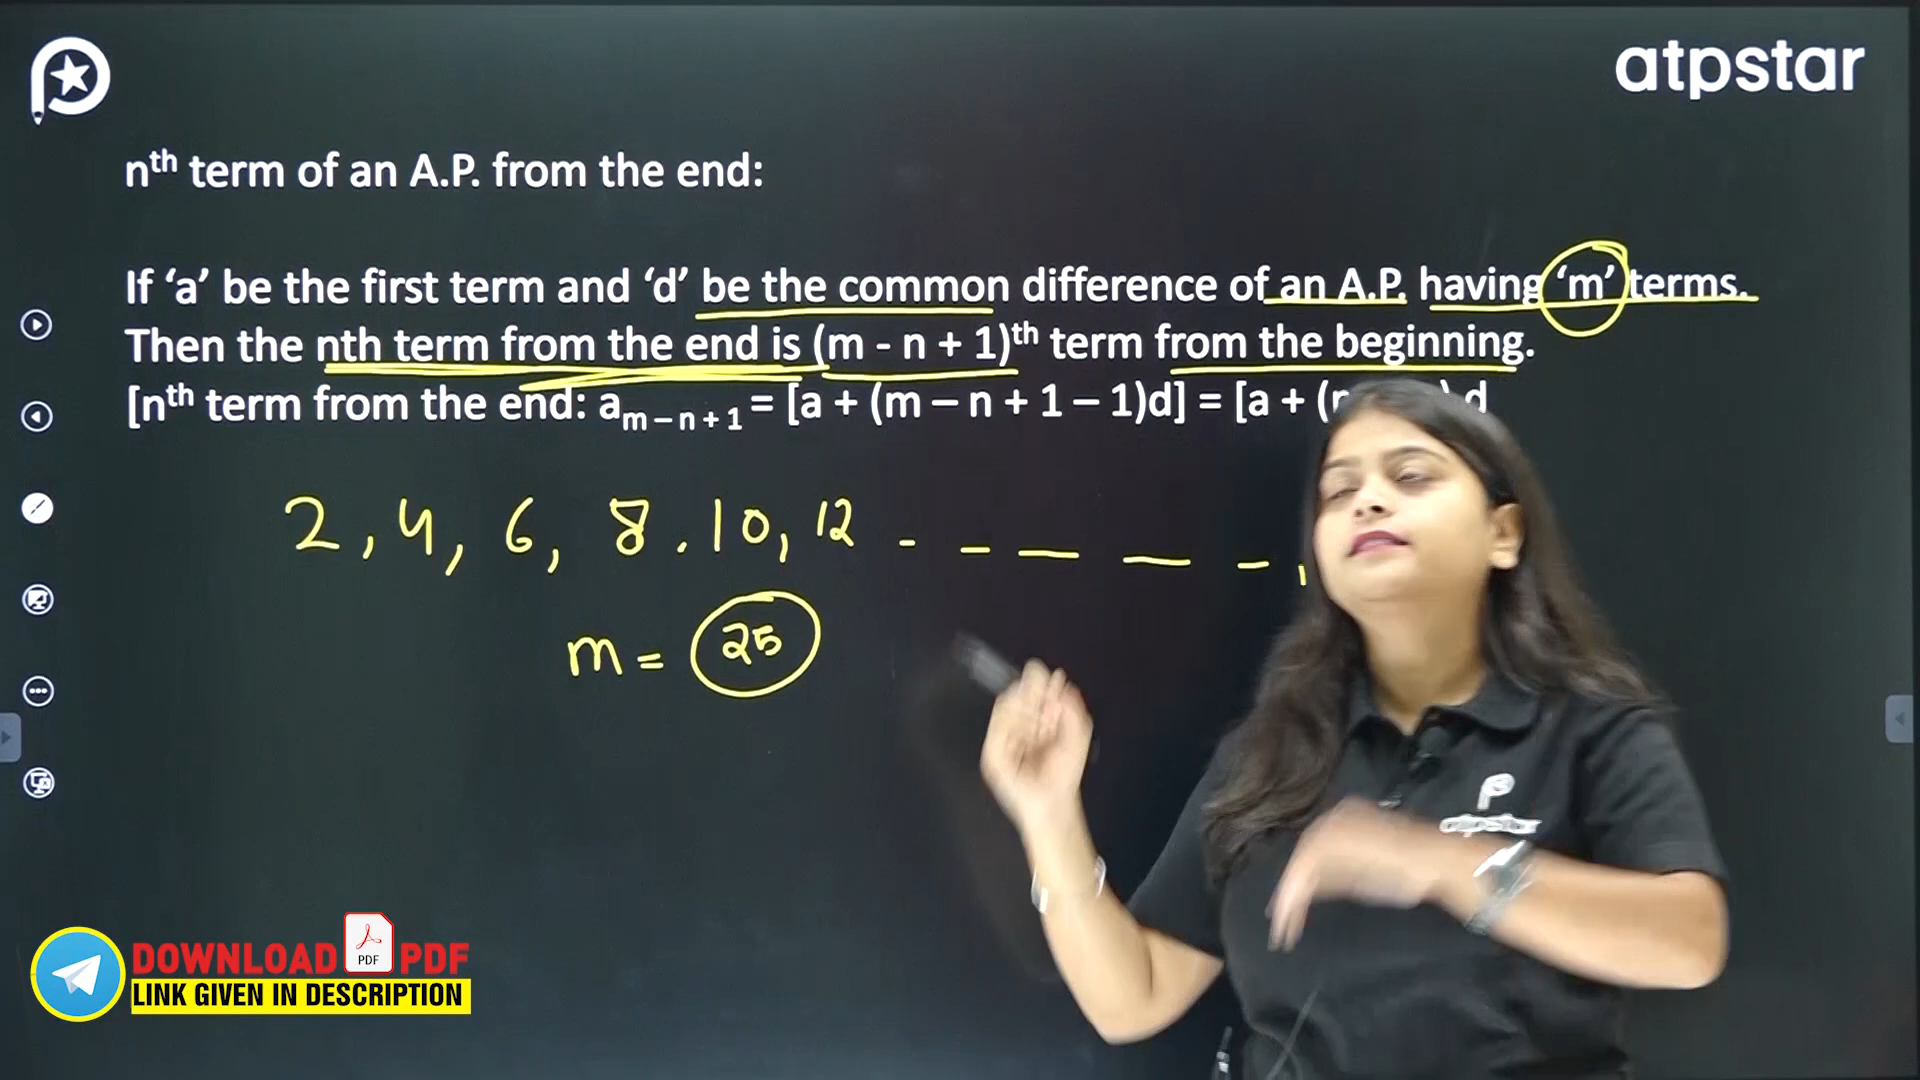 atpstar
nth term of an A.P. from the end:
If ‘a’ be the first term and ‘d’ be the common difference of an A.P. having ‘m’ terms.
Then the nth term from the end is (m - n + 1)th term from the beginning.
[nth term from the end: am – n + 1 = [a + (m – n + 1 – 1)d] = [a + ( ) d
2, 4, 6, 8. 10, 12 - - — — - ,
m = 25
atpstar
DOWNLOAD PDF PDF
LINK GIVEN IN DESCRIPTION